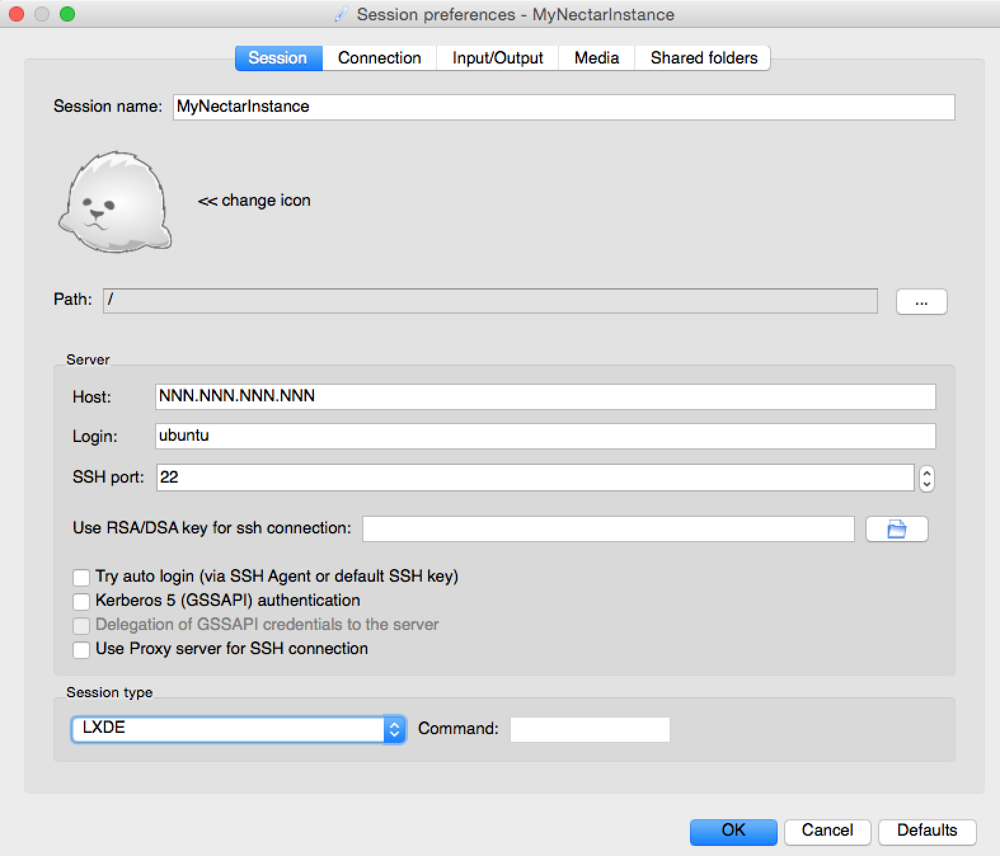 Session preferences - MyNectarInstance
Session Connection Input/Output Media Shared folders
Session name: MyNectarInstance
<< change icon
Path: / ...
Server
Host: NNN.NNN.NNN.NNN
Login: ubuntu
SSH port: 22
Use RSA/DSA key for ssh connection:
Try auto login (via SSH Agent or default SSH key)
Kerberos 5 (GSSAPI) authentication
Delegation of GSSAPI credentials to the server
Use Proxy server for SSH connection
Session type
LXDE Command:
OK Cancel Defaults